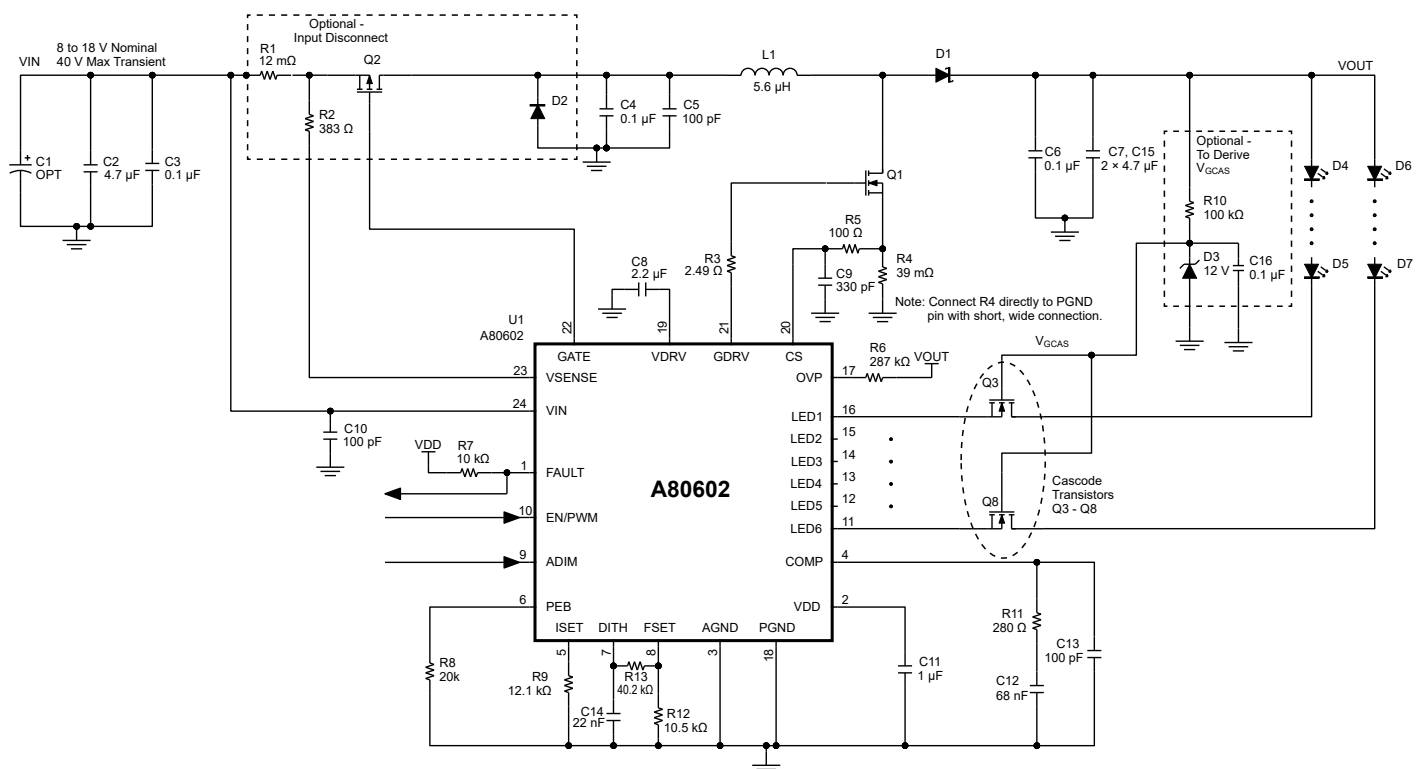 Optional -
Input Disconnect
8 to 18 V Nominal
40 V Max Transient
VIN
R1
12 mΩ
Q2
L1
5.6 µH
D1
VOUT
R2
383 Ω
D2
C4
0.1 µF
C5
100 pF
C1
OPT
+
C2
4.7 µF
C3
0.1 µF
C6
0.1 µF
C7, C15
2 × 4.7 µF
Optional -
To Derive
VGCAS
R10
100 kΩ
D3
12 V
C16
0.1 µF
D4
D6
D5
D7
Q1
R5
100 Ω
R4
39 mΩ
C9
330 pF
R3
2.49 Ω
C8
2.2 µF
Note: Connect R4 directly to PGND
pin with short, wide connection.
U1
A80602
22
19
21
20
GATE
VDRV
GDRV
CS
23
VSENSE
24
VIN
C10
100 pF
VDD
R7
10 kΩ
1
FAULT
10
EN/PWM
9
ADIM
6
PEB
A80602
OVP
17
R6
287 kΩ
VOUT
LED1
16
LED2
15
LED3
14
LED4
13
LED5
12
LED6
11
COMP
4
VDD
2
VGCAS
Q3
Q8
Cascode
Transistors
Q3 - Q8
ISET
DITH
FSET
AGND
PGND
5
7
8
3
18
R8
20k
R9
12.1 kΩ
R13
40.2 kΩ
C14
22 nF
R12
10.5 kΩ
C11
1 µF
R11
280 Ω
C12
68 nF
C13
100 pF